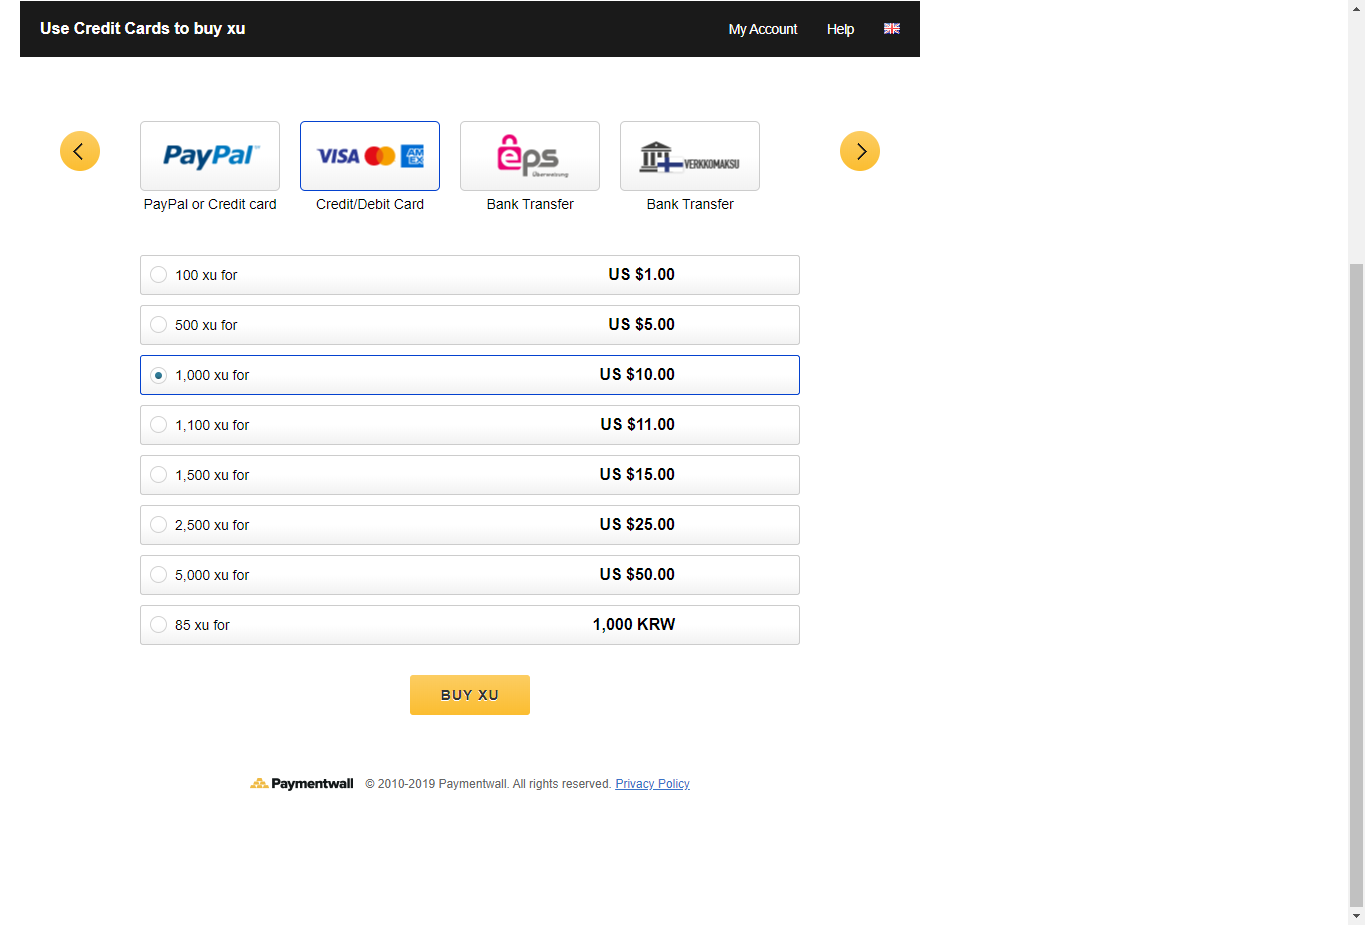 Use Credit Cards to buy xu
My Account Help
PayPal
VISA AMEX
eps
Überweisung
VERKKOMAKSU
PayPal or Credit card
Credit/Debit Card
Bank Transfer
Bank Transfer
100 xu for US $1.00
500 xu for US $5.00
1,000 xu for US $10.00
1,100 xu for US $11.00
1,500 xu for US $15.00
2,500 xu for US $25.00
5,000 xu for US $50.00
85 xu for 1,000 KRW
BUY XU
Paymentwall © 2010-2019 Paymentwall. All rights reserved. Privacy Policy